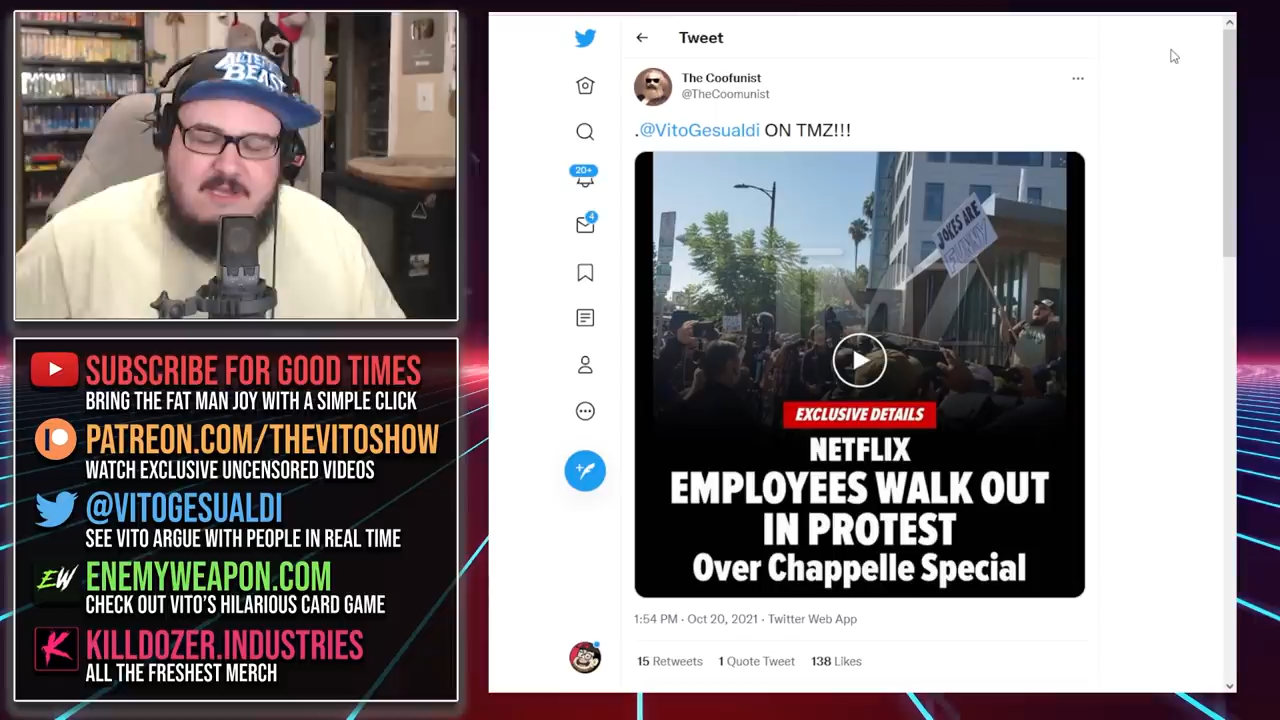 ALTERED
BEAST
SUBSCRIBE FOR GOOD TIMES
BRING THE FAT MAN JOY WITH A SIMPLE CLICK
PATREON.COM/THEVITOSHOW
WATCH EXCLUSIVE UNCENSORED VIDEOS
@VITOGESUALDI
SEE VITO ARGUE WITH PEOPLE IN REAL TIME
EW
ENEMYWEAPON.COM
CHECK OUT VITO'S HILARIOUS CARD GAME
K
KILLDOZER.INDUSTRIES
ALL THE FRESHEST MERCH
20+
4
Tweet
The Coofunist
@TheCoomunist
.@VitoGesualdi ON TMZ!!!
JOKES ARE
FUNNY
EXCLUSIVE DETAILS
NETFLIX
EMPLOYEES WALK OUT
IN PROTEST
Over Chappelle Special
1:54 PM · Oct 20, 2021 · Twitter Web App
15 Retweets 1 Quote Tweet 138 Likes